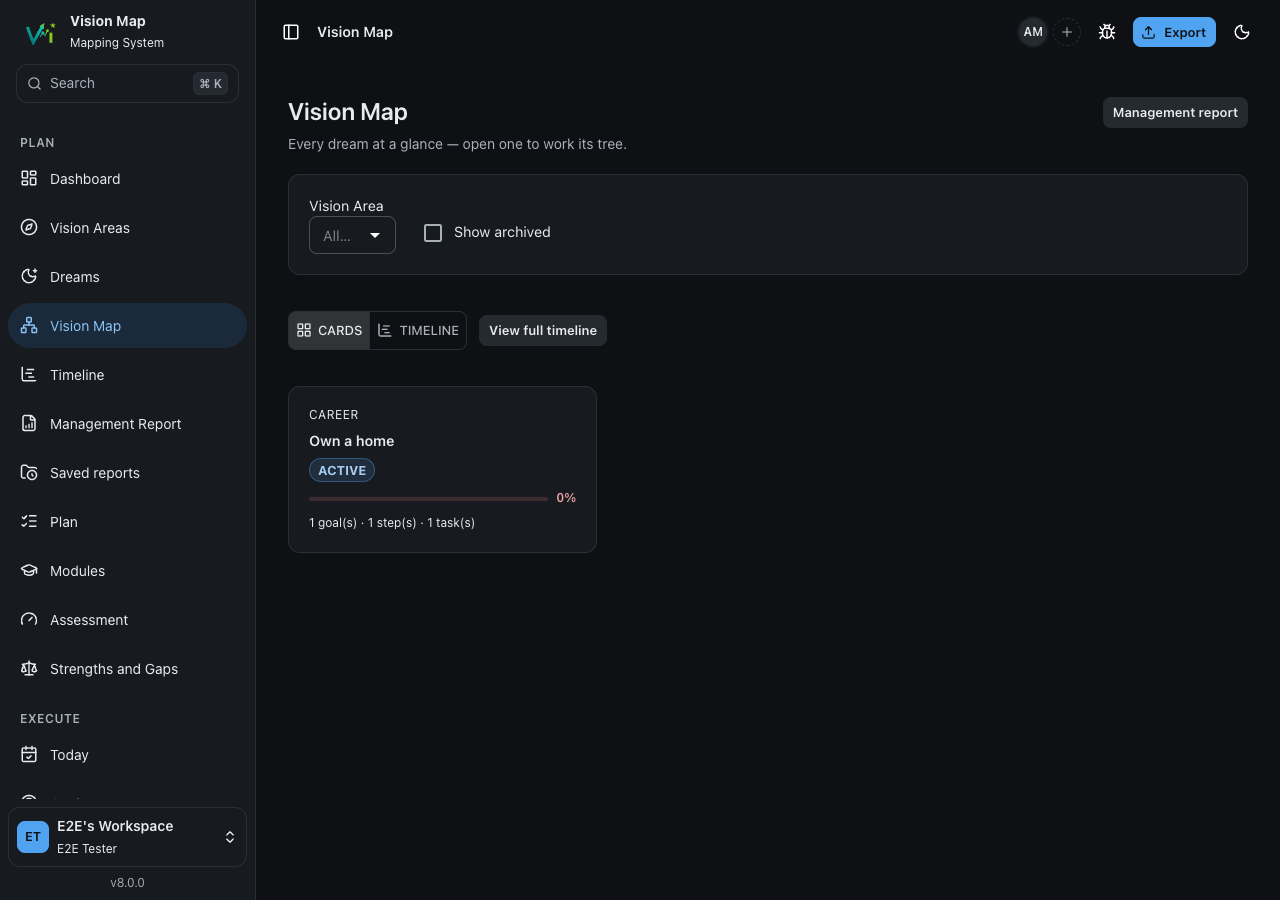 Vision Map
Mapping System
Search
⌘ K
PLAN
Dashboard
Vision Areas
Dreams
Vision Map
Timeline
Management Report
Saved reports
Plan
Modules
Assessment
Strengths and Gaps
EXECUTE
Today
ET
E2E's Workspace
E2E Tester
v8.0.0
Vision Map
AM
Export
Vision Map
Management report
Every dream at a glance — open one to work its tree.
Vision Area
All...
Show archived
CARDS
TIMELINE
View full timeline
CAREER
Own a home
ACTIVE
0%
1 goal(s) · 1 step(s) · 1 task(s)